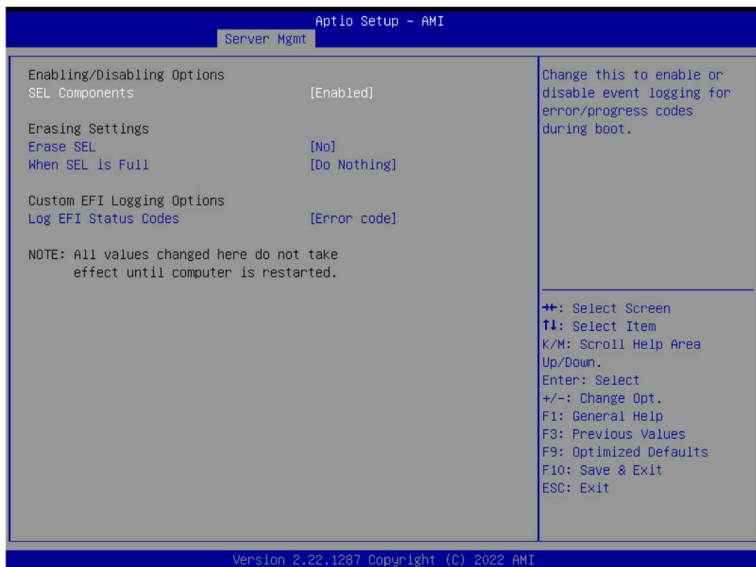 Aptio Setup – AMI
Server Mgmt
Enabling/Disabling Options
SEL Components [Enabled]
Erasing Settings
Erase SEL [No]
When SEL is Full [Do Nothing]
Custom EFI Logging Options
Log EFI Status Codes [Error code]
NOTE: All values changed here do not take
effect until computer is restarted.
Change this to enable or
disable event logging for
error/progress codes
during boot.
→←: Select Screen
↑↓: Select Item
K/M: Scroll Help Area
Up/Down.
Enter: Select
+/-: Change Opt.
F1: General Help
F3: Previous Values
F9: Optimized Defaults
F10: Save & Exit
ESC: Exit
Version 2.22.1287 Copyright (C) 2022 AMI